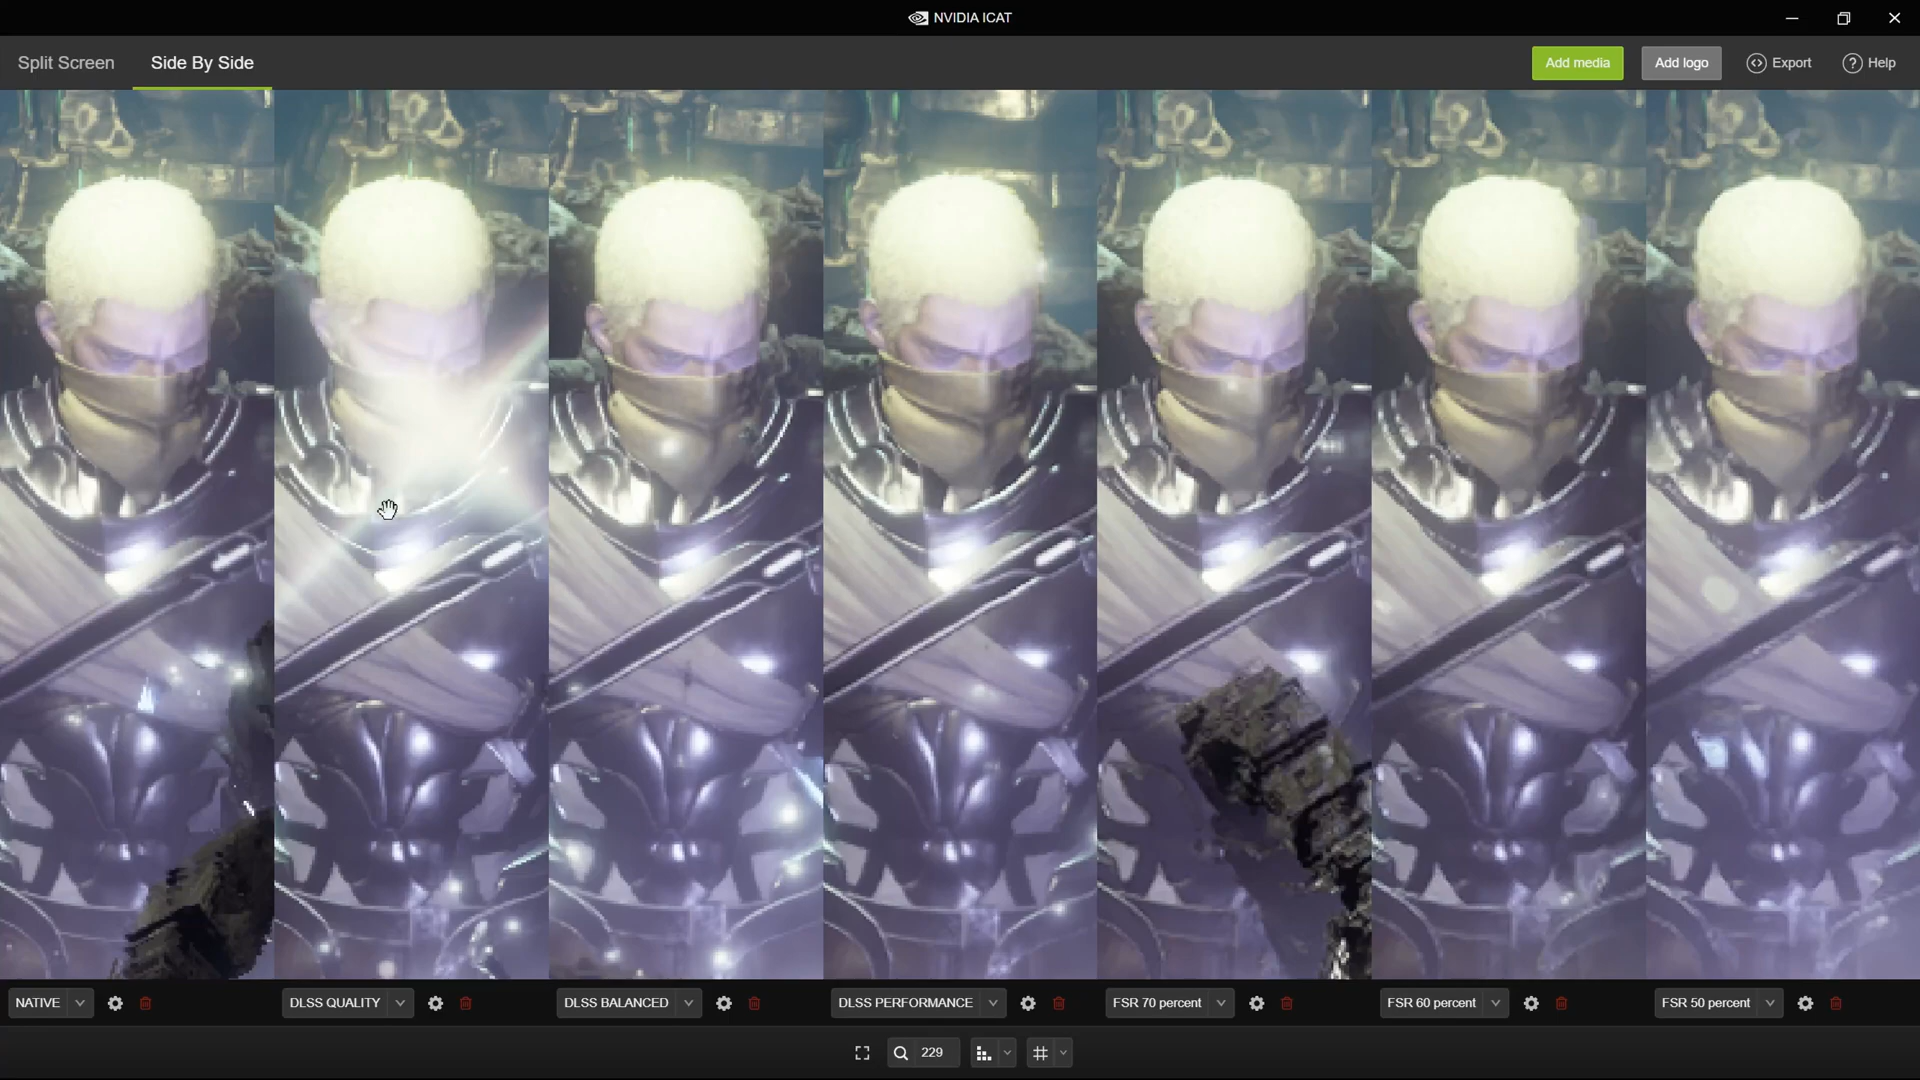 NVIDIA ICAT
Split Screen
Side By Side
Add media
Add logo
Export
Help
NATIVE
DLSS QUALITY
DLSS BALANCED
DLSS PERFORMANCE
FSR 70 percent
FSR 60 percent
FSR 50 percent
229